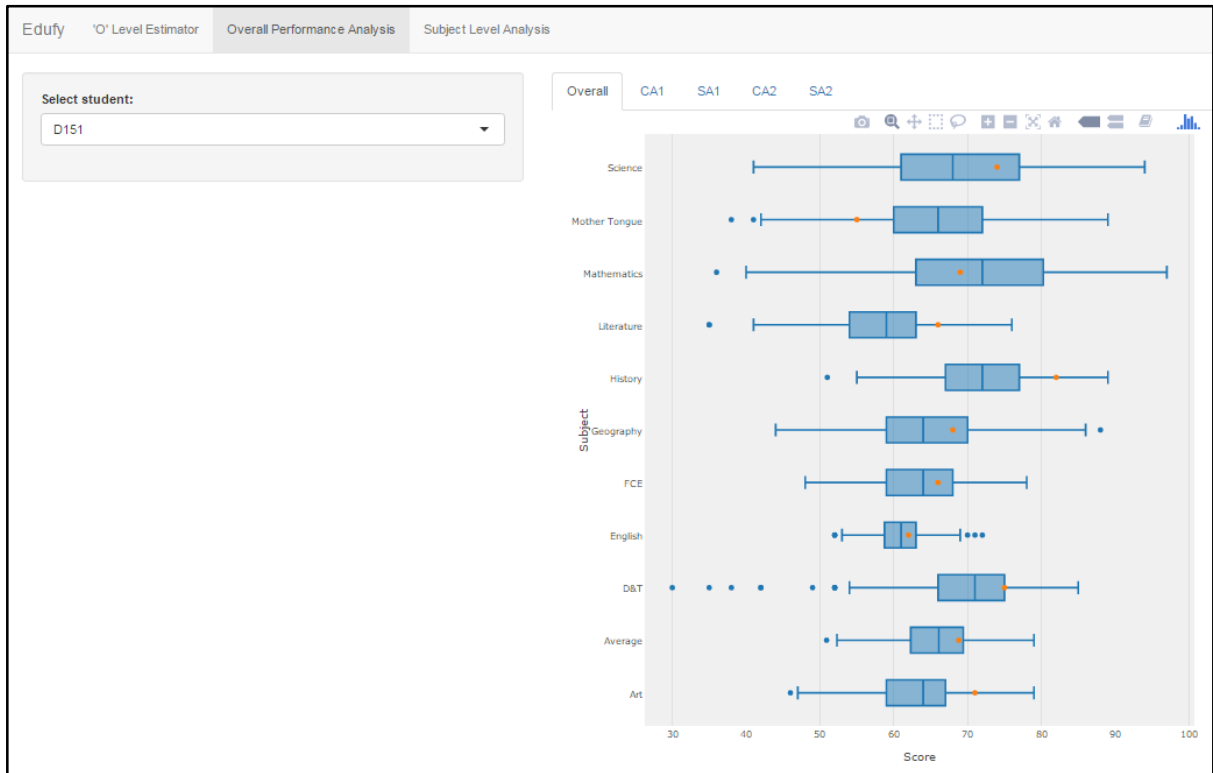 Edufy 'O' Level Estimator Overall Performance Analysis Subject Level Analysis
Select student:
D151
Overall CA1 SA1 CA2 SA2
Science
Mother Tongue
Mathematics
Literature
History
Geography
FCE
English
D&T
Average
Art
Subject
30 40 50 60 70 80 90 100
Score